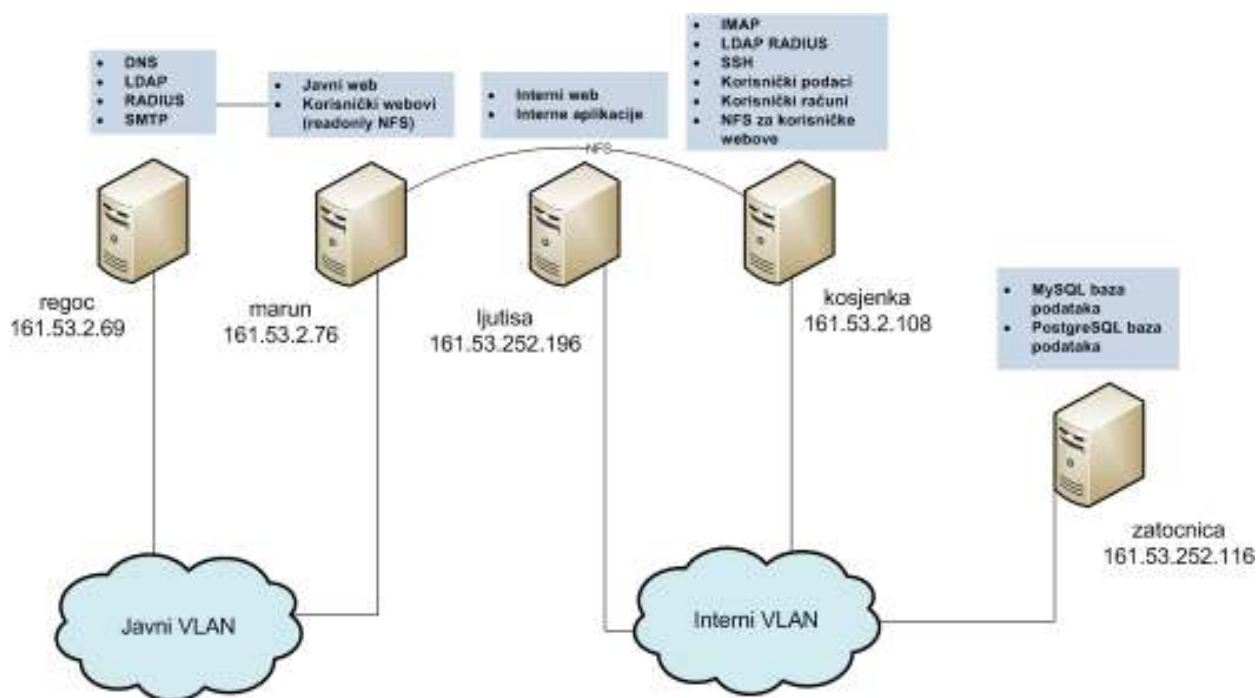 • DNS
• LDAP
• RADIUS
• SMTP
• Javni web
• Korisnički webovi
(readonly NFS)
• Interni web
• Interne aplikacije
• IMAP
• LDAP RADIUS
• SSH
• Korisnički podaci
• Korisnički računi
• NFS za korisničke
webove
NFS
regoc
161.53.2.69
marun
161.53.2.76
ljutisa
161.53.252.196
kosjenka
161.53.2.108
• MySQL baza
podataka
• PostgreSQL baza
podataka
zatocnica
161.53.252.116
Javni VLAN
Interni VLAN